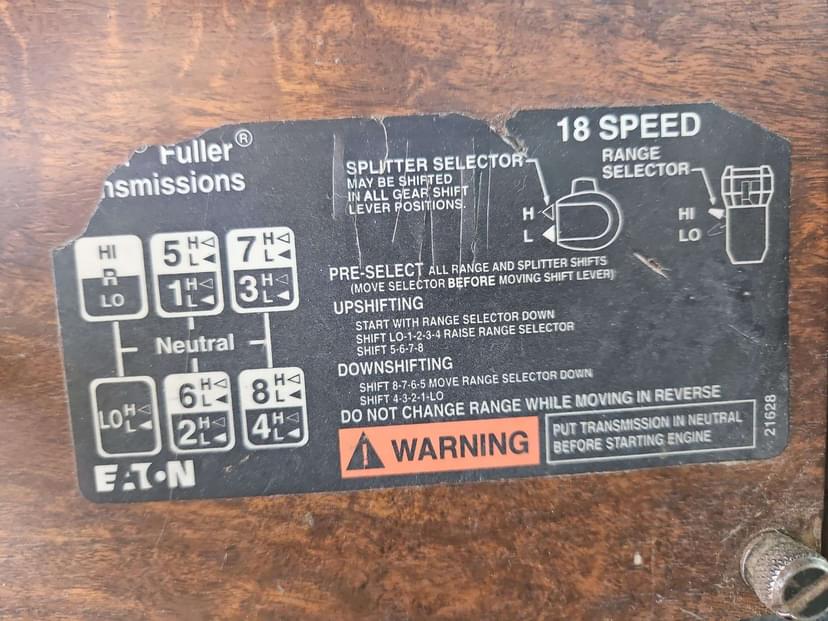 Fuller®
nsmissions
18 SPEED
SPLITTER SELECTOR
MAY BE SHIFTED
IN ALL GEAR SHIFT
LEVER POSITIONS.
H
L
RANGE
SELECTOR
HI
LO
HI
R
LO
5 H L
1 H L
7 H L
3 H L
Neutral
LO H L
6 H L
2 H L
8 H L
4 H L
EATON
PRE-SELECT ALL RANGE AND SPLITTER SHIFTS
(MOVE SELECTOR BEFORE MOVING SHIFT LEVER)
UPSHIFTING
START WITH RANGE SELECTOR DOWN
SHIFT LO-1-2-3-4 RAISE RANGE SELECTOR
SHIFT 5-6-7-8
DOWNSHIFTING
SHIFT 8-7-6-5 MOVE RANGE SELECTOR DOWN
SHIFT 4-3-2-1-LO
DO NOT CHANGE RANGE WHILE MOVING IN REVERSE
WARNING
PUT TRANSMISSION IN NEUTRAL
BEFORE STARTING ENGINE
21628